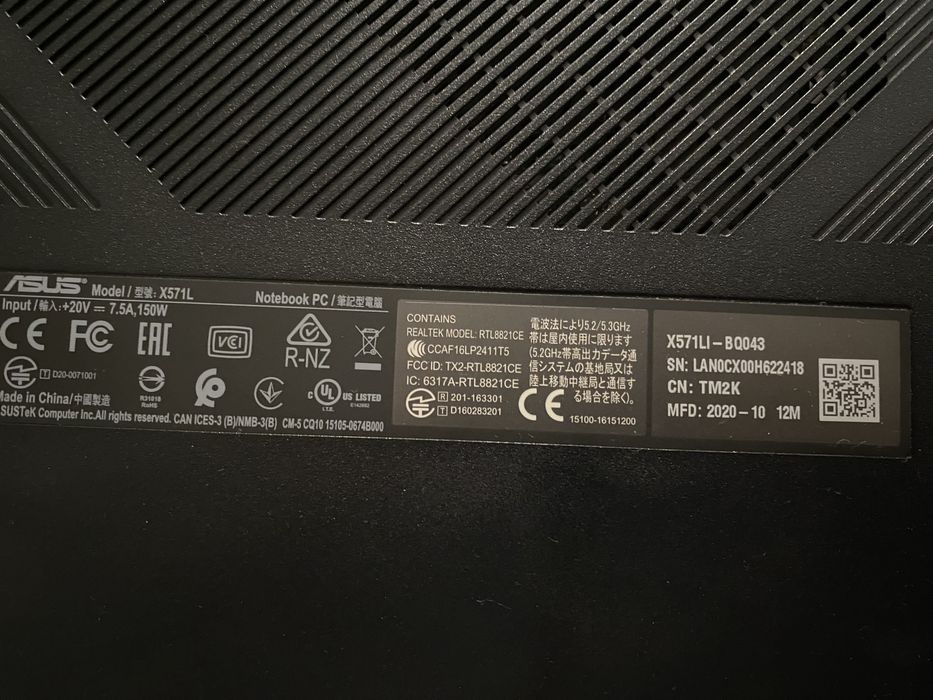 ASUS Model / 型號: X571L
Notebook PC / 筆記型電腦
Input / 輸入: +20V ⎓ 7.5A, 150W
CE FC EAC VCI R-NZ
D20-0071001
R31018
RoHS
UL US LISTED
I.T.E.
E142882
Made in China/中國製造
ASUSTeK Computer Inc.All rights reserved. CAN ICES-3 (B)/NMB-3(B) CM-5 CQ10 15105-0674B000
CONTAINS
REALTEK MODEL: RTL8821CE
CCAF16LP2411T5
FCC ID: TX2-RTL8821CE
IC: 6317A-RTL8821CE
R 201-163301
T D160283201
電波法により5.2/5.3GHz
帯は屋内使用に限ります
(5.2GHz帯高出力データ通
信システムの基地局又は
陸上移動中継局と通信す
る場合を除く)。
CE
15100-16151200
X571LI-BQ043
SN: LAN0CX00H622418
CN: TM2K
MFD: 2020-10 12M